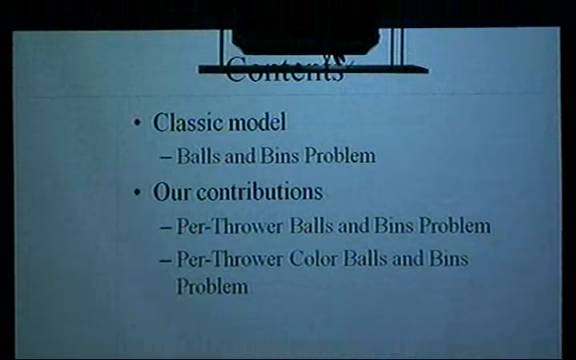 Contents
• Classic model
– Balls and Bins Problem
• Our contributions
– Per-Thrower Balls and Bins Problem
– Per-Thrower Color Balls and Bins
Problem